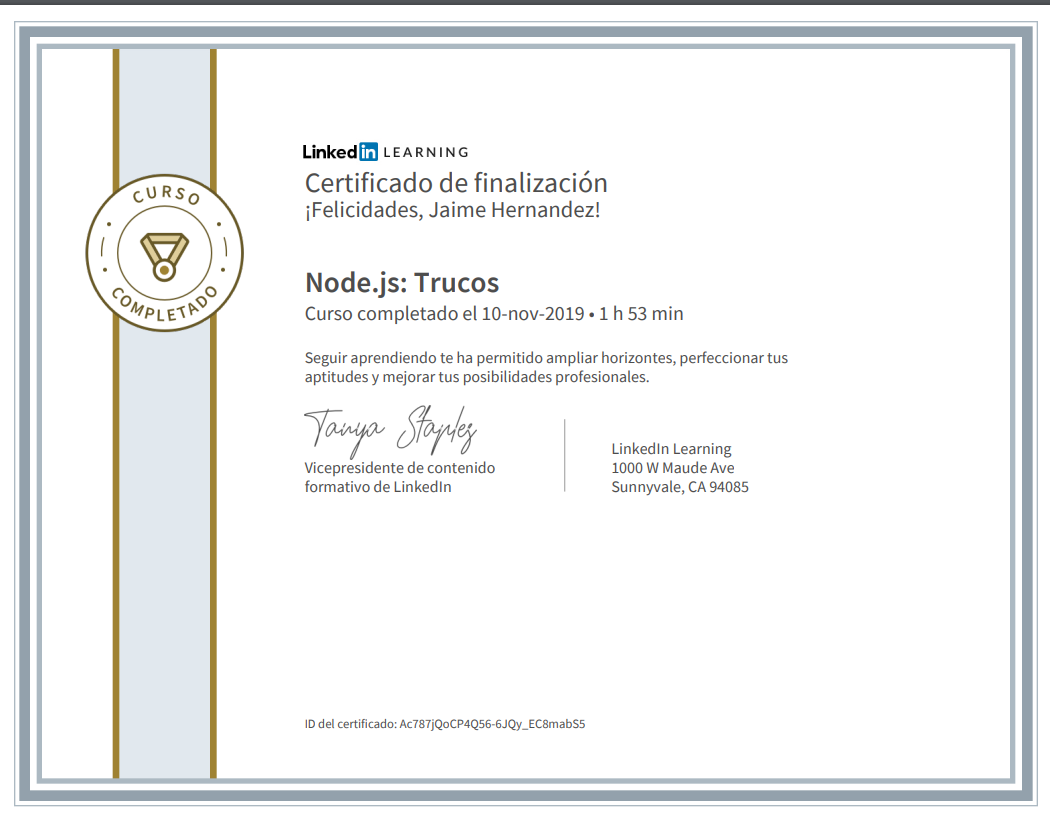 CURSO
COMPLETADO
LinkedIn LEARNING
Certificado de finalización
¡Felicidades, Jaime Hernandez!
Node.js: Trucos
Curso completado el 10-nov-2019 • 1 h 53 min
Seguir aprendiendo te ha permitido ampliar horizontes, perfeccionar tus
aptitudes y mejorar tus posibilidades profesionales.
Tanya Staples
Vicepresidente de contenido
formativo de LinkedIn
LinkedIn Learning
1000 W Maude Ave
Sunnyvale, CA 94085
ID del certificado: Ac787jQoCP4Q56-6JQy_EC8mabS5